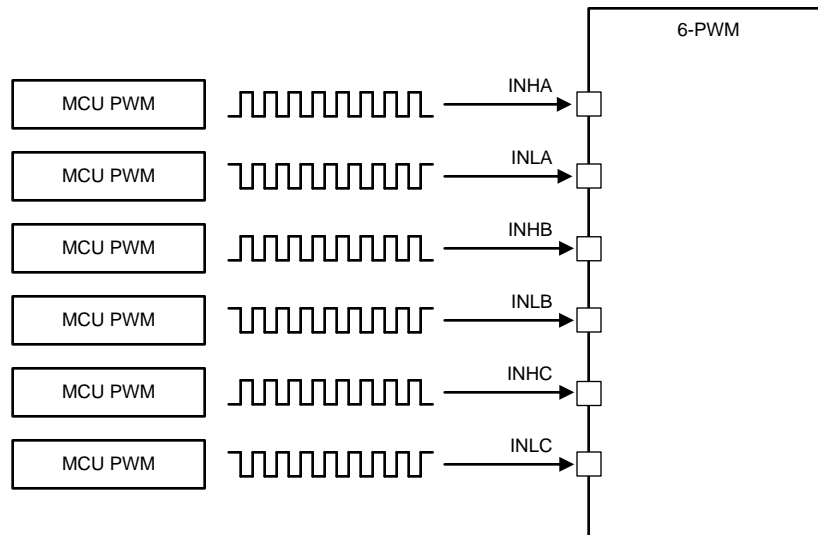 6-PWM
MCU PWM
INHA
MCU PWM
INLA
MCU PWM
INHB
MCU PWM
INLB
MCU PWM
INHC
MCU PWM
INLC